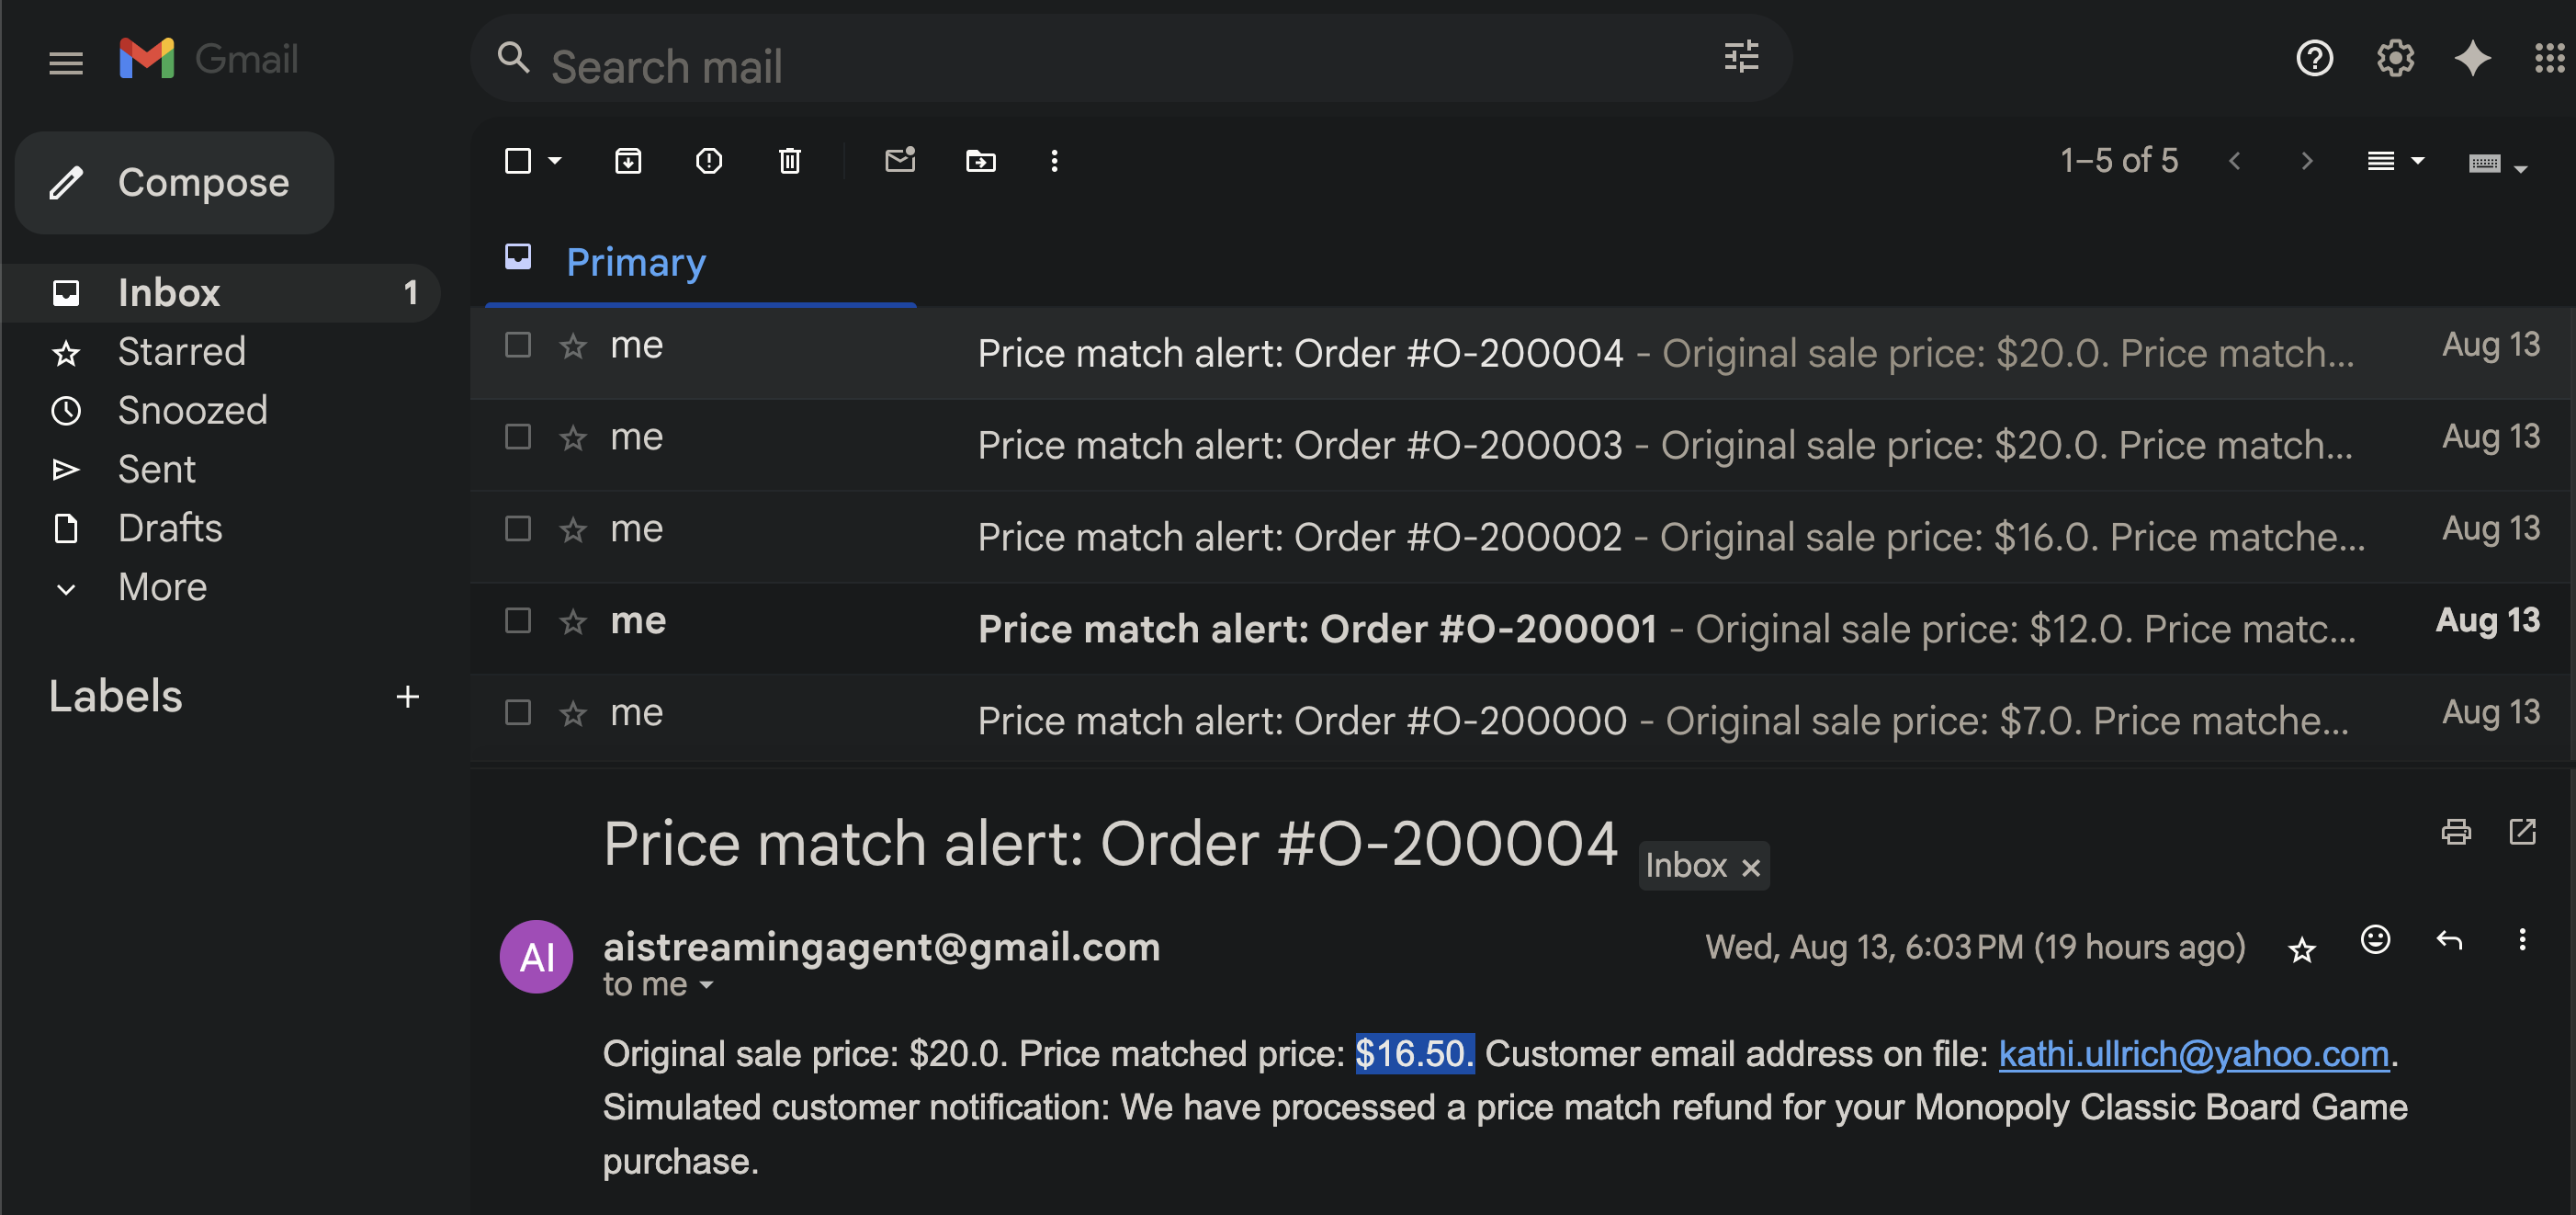 Gmail
Search mail
Compose
1–5 of 5
Primary
Inbox 1
Starred
Snoozed
Sent
Drafts
More
Labels
me Price match alert: Order #O-200004 - Original sale price: $20.0. Price match... Aug 13
me Price match alert: Order #O-200003 - Original sale price: $20.0. Price match... Aug 13
me Price match alert: Order #O-200002 - Original sale price: $16.0. Price matche... Aug 13
me Price match alert: Order #O-200001 - Original sale price: $12.0. Price matc... Aug 13
me Price match alert: Order #O-200000 - Original sale price: $7.0. Price matche... Aug 13
Price match alert: Order #O-200004 Inbox ×
AI aistreamingagent@gmail.com Wed, Aug 13, 6:03 PM (19 hours ago)
to me
Original sale price: $20.0. Price matched price: $16.50. Customer email address on file: kathi.ullrich@yahoo.com.
Simulated customer notification: We have processed a price match refund for your Monopoly Classic Board Game
purchase.